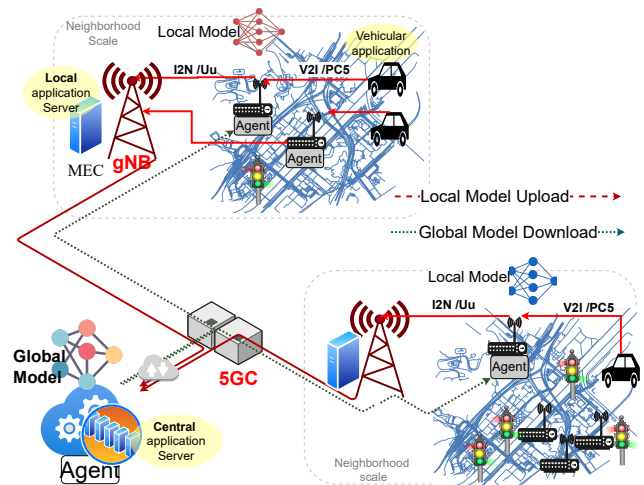 Neighborhood
Scale
Local Model
Vehicular
application
I2N /Uu
V2I /PC5
Local
application
Server
MEC
gNB
Agent
Agent
Local Model Upload
Global Model Download
Local Model
I2N /Uu
V2I /PC5
Agent
Global
Model
5GC
Central
application
Server
Agent
Neighborhood
scale